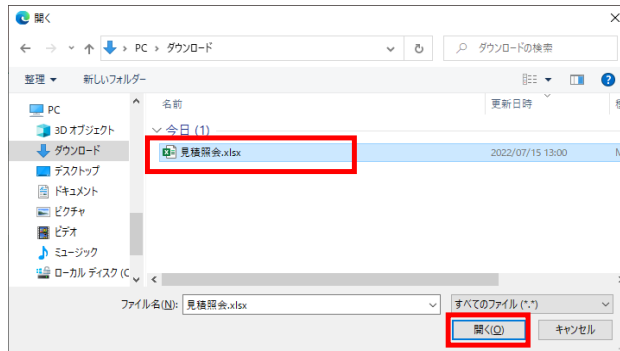 開く
PC › ダウンロード
ダウンロードの検索
整理 新しいフォルダー
名前 更新日時
PC
3D オブジェクト
今日 (1)
ダウンロード
見積照会.xlsx 2022/07/15 13:00
デスクトップ
ドキュメント
ピクチャ
ビデオ
ミュージック
ローカル ディスク (C
ファイル名(N): 見積照会.xlsx すべてのファイル (*.*)
開く(O) キャンセル